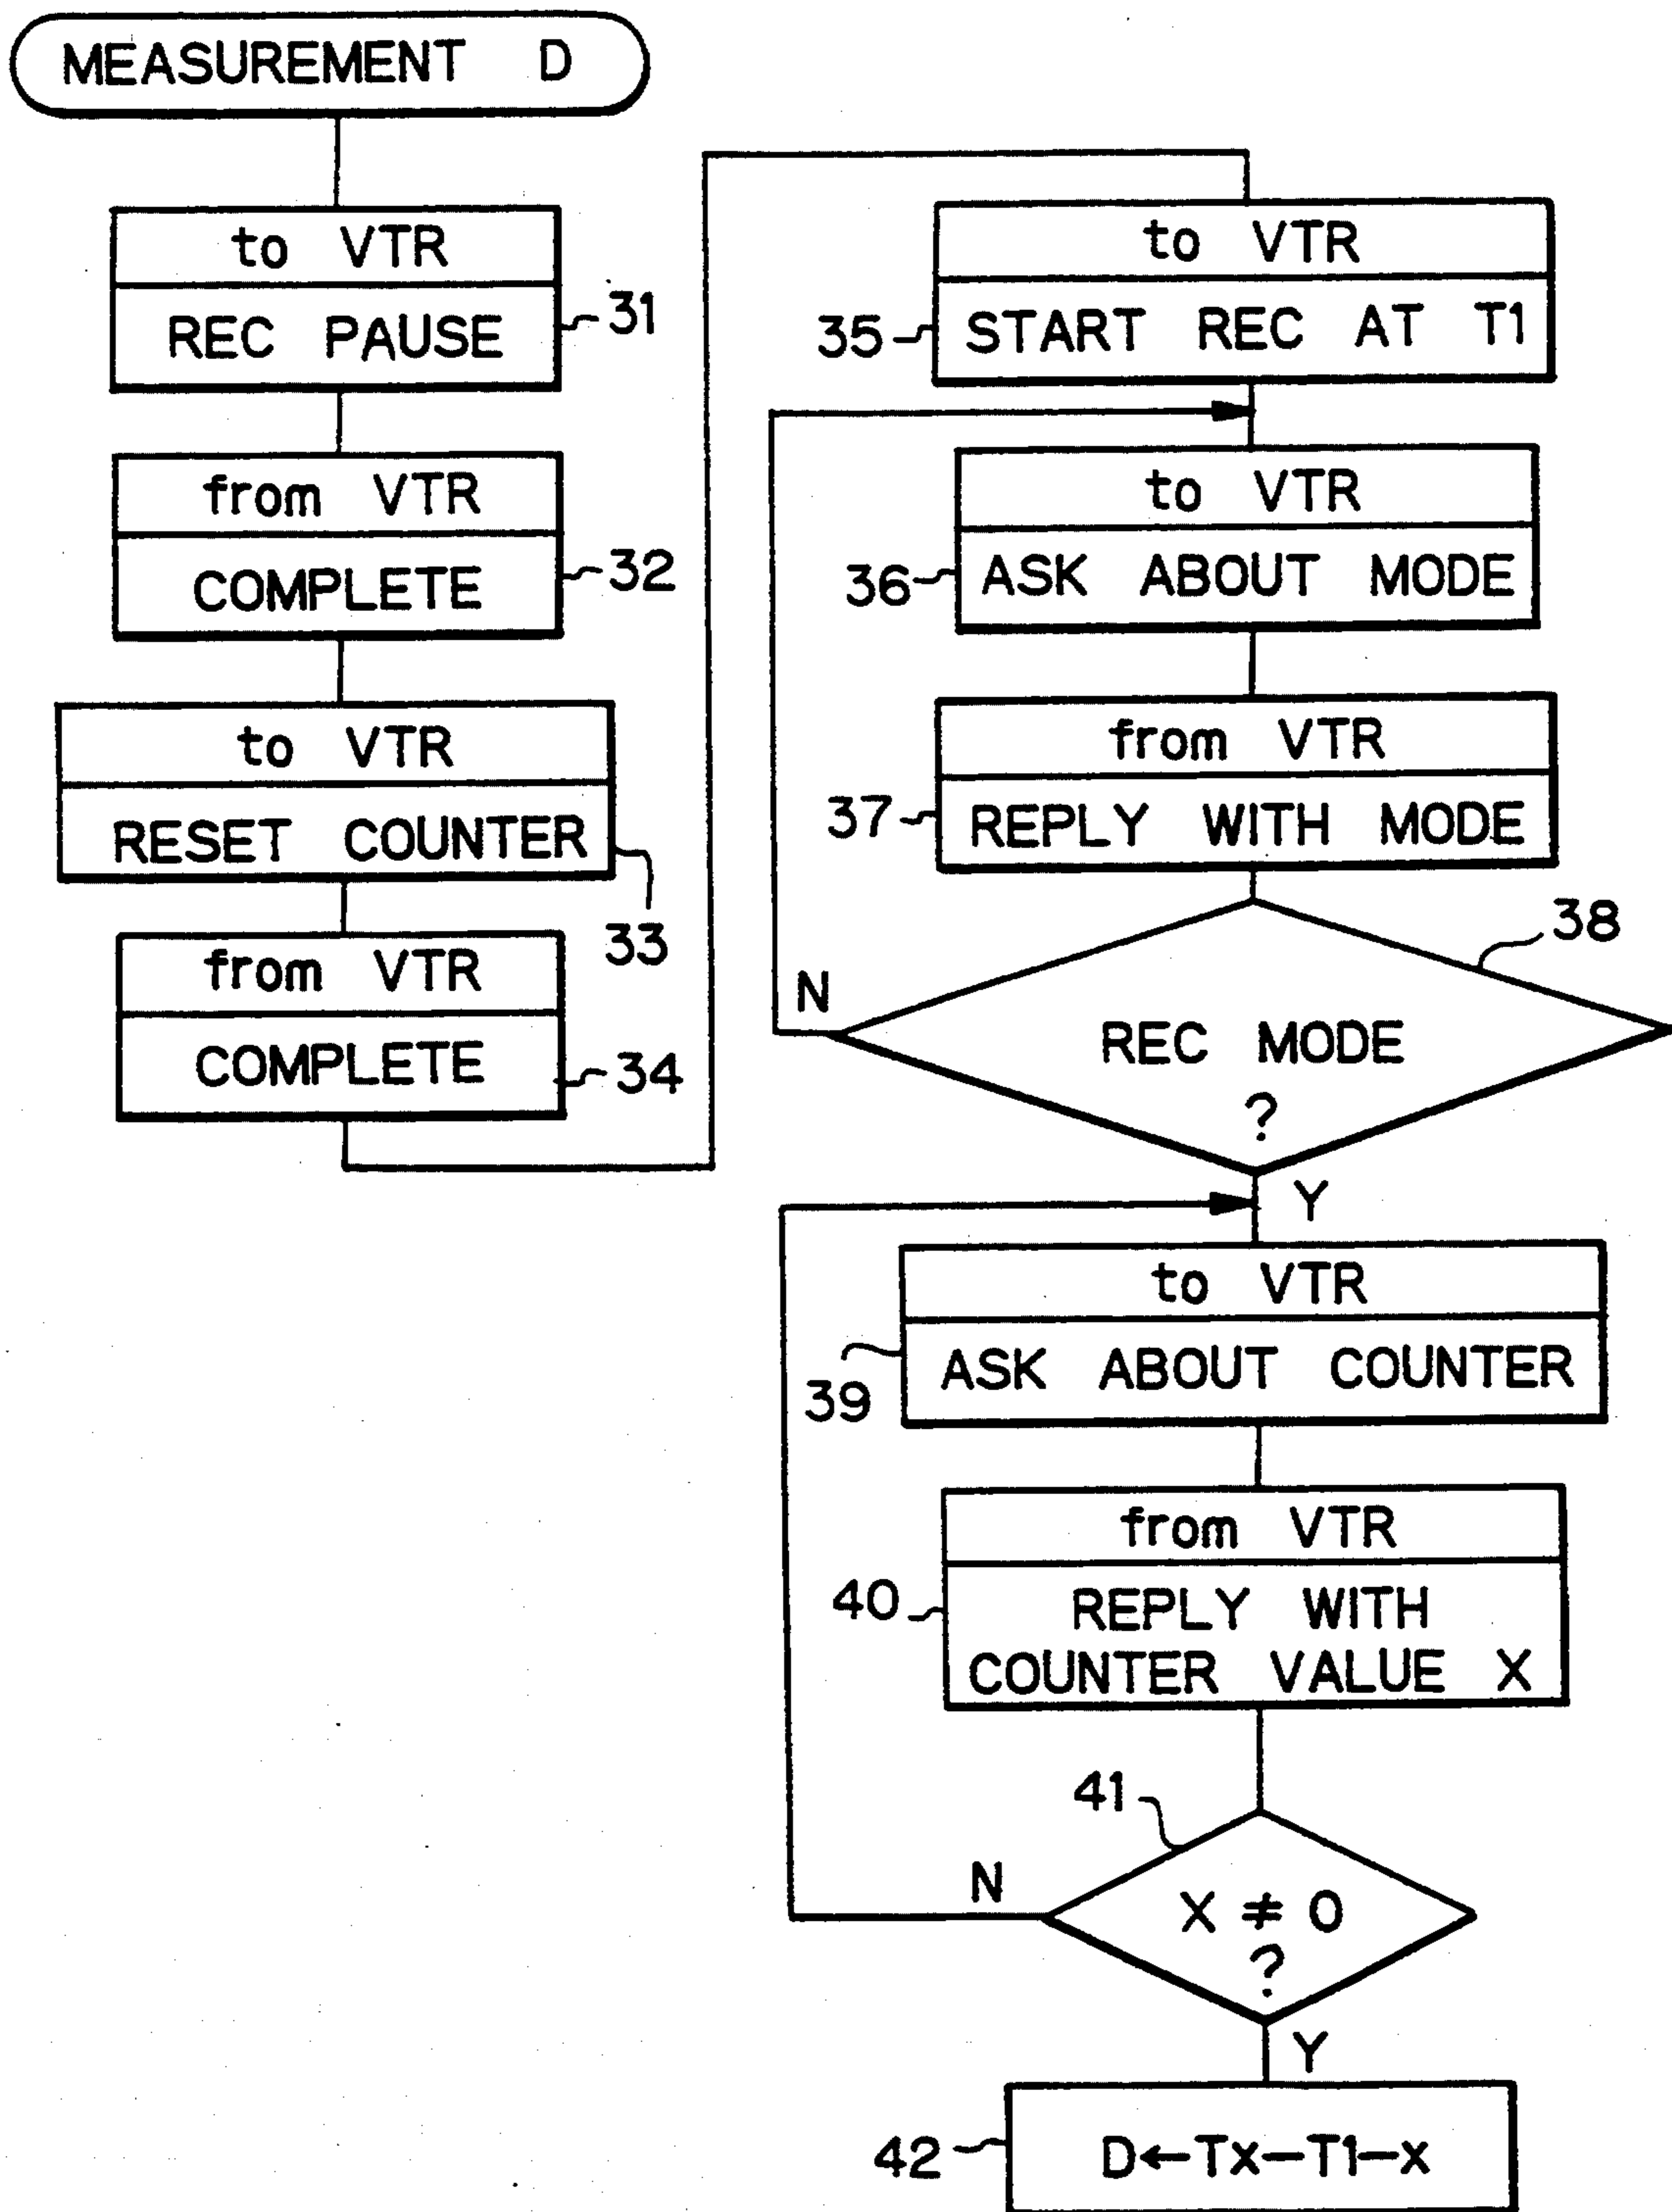 MEASUREMENT D
to VTR
REC PAUSE
31
from VTR
COMPLETE
32
to VTR
RESET COUNTER
33
from VTR
COMPLETE
34
to VTR
START REC AT T1
35
to VTR
ASK ABOUT MODE
36
from VTR
REPLY WITH MODE
37
38
N
REC MODE
?
Y
to VTR
ASK ABOUT COUNTER
39
from VTR
REPLY WITH
COUNTER VALUE X
40
41
N
X ≠ 0
?
Y
D←Tx—T1—x
42